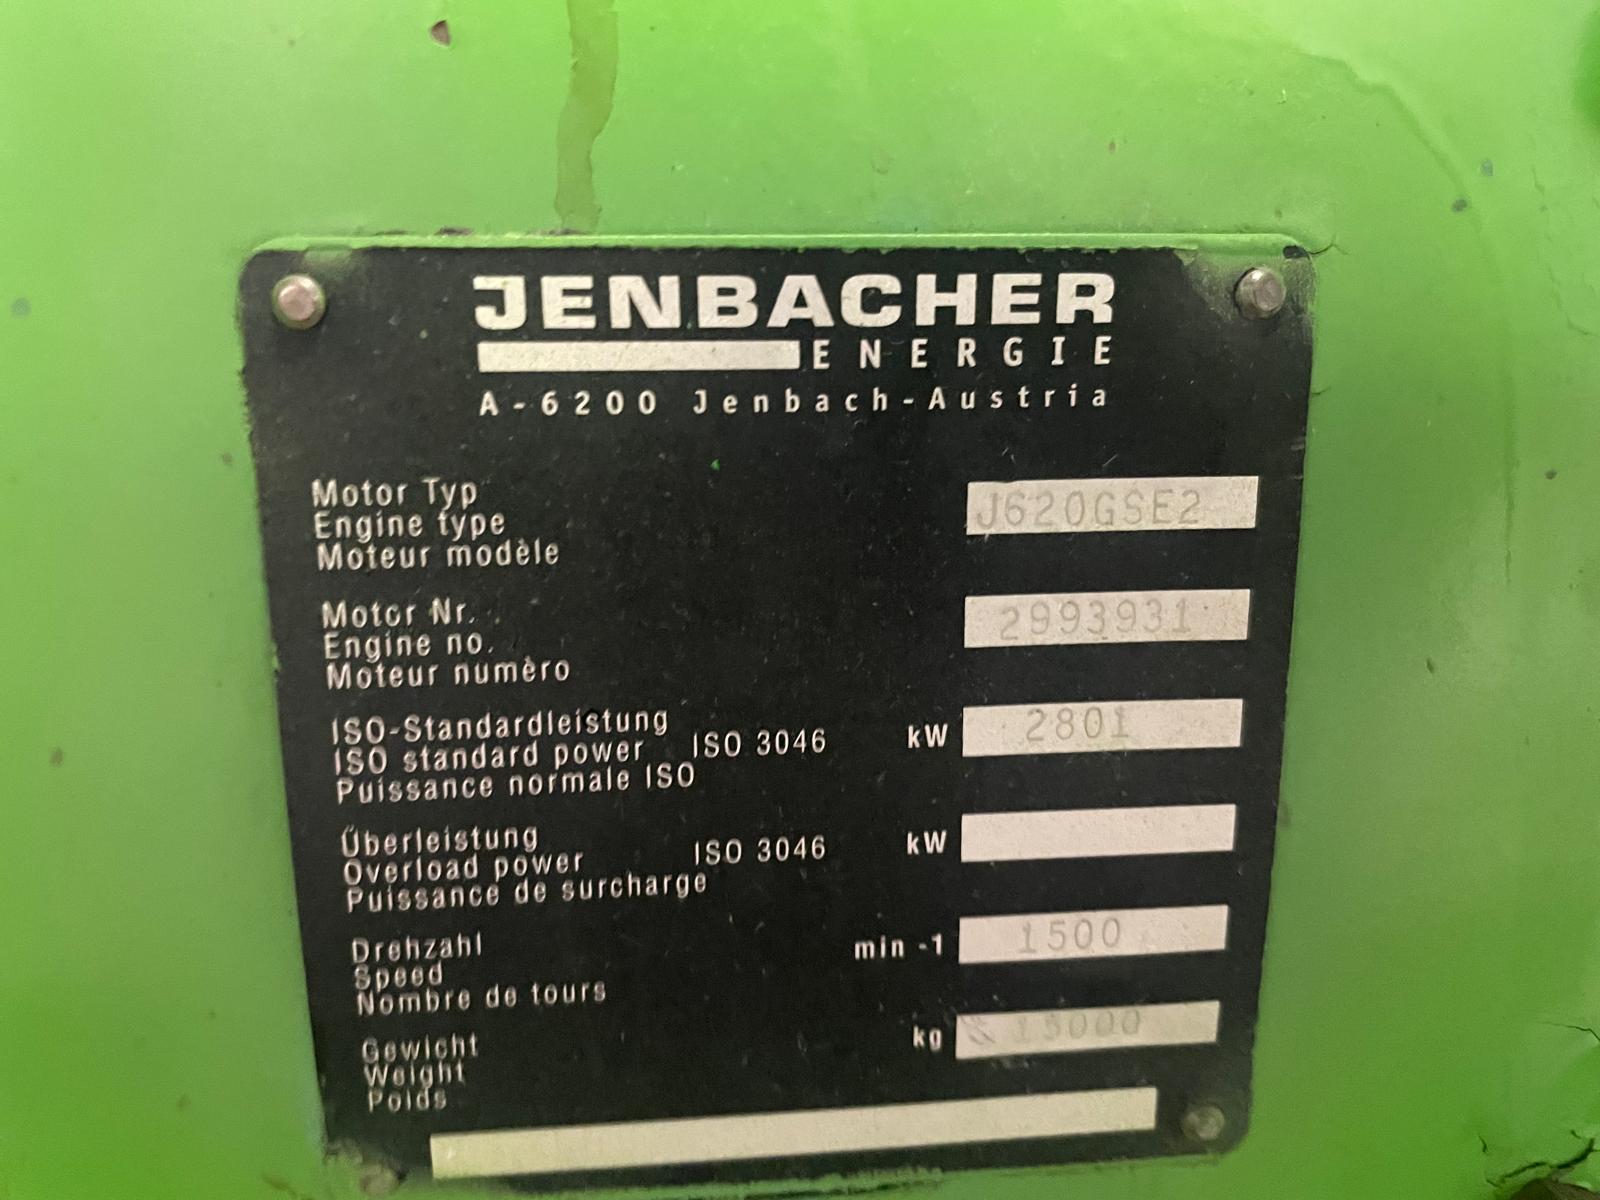 JENBACHER
ENERGIE
A-6200 Jenbach-Austria
Motor Typ
Engine type
Moteur modèle
J620GSE2
Motor Nr.
Engine no.
Moteur numèro
2993931
ISO-Standardleistung
ISO standard power ISO 3046 kW 2801
Puissance normale ISO
Überleistung
Overload power ISO 3046 kW
Puissance de surcharge
Drehzahl
Speed min -1 1500
Nombre de tours
Gewicht
Weight kg
Poids